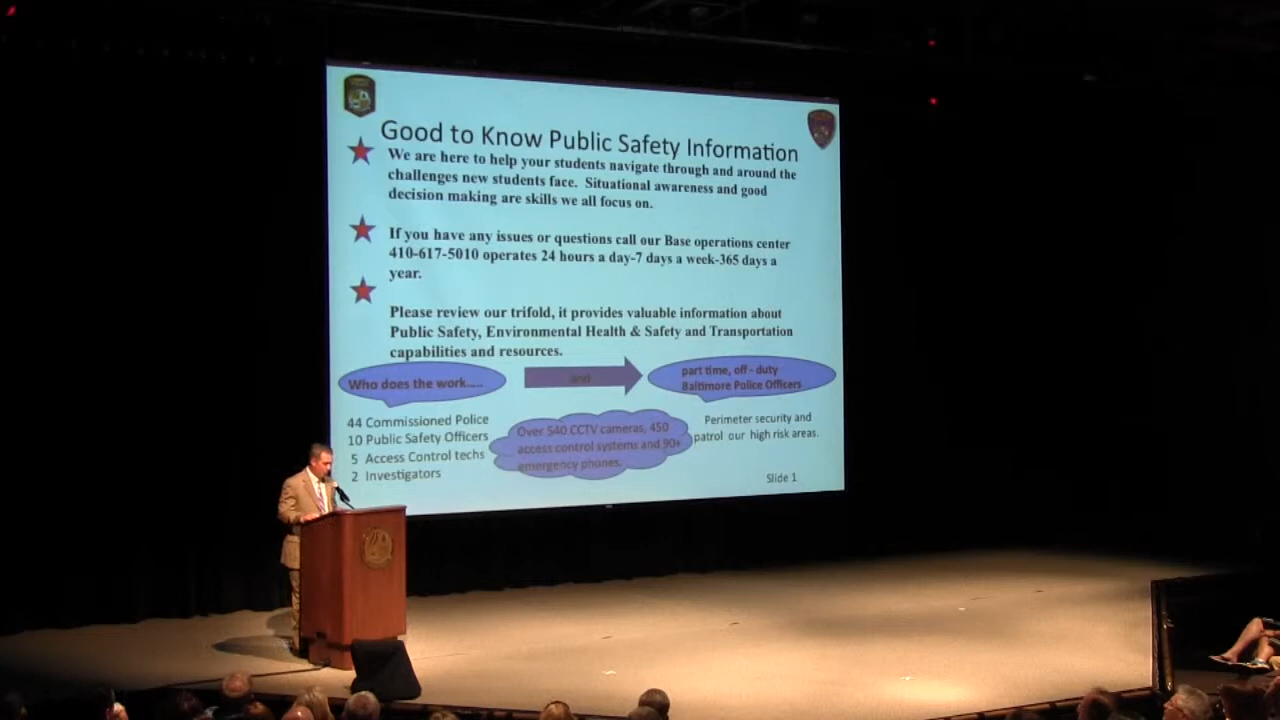 Good to Know Public Safety Information
We are here to help your students navigate through and around the
challenges new students face. Situational awareness and good
decision making are skills we all focus on.
If you have any issues or questions call our Base operations center
410-617-5010 operates 24 hours a day-7 days a week-365 days a
year.
Please review our trifold, it provides valuable information about
Public Safety, Environmental Health & Safety and Transportation
capabilities and resources.
Who does the work.....
and
part time, off - duty
Baltimore Police Officers
44 Commissioned Police
10 Public Safety Officers
5 Access Control techs
2 Investigators
Over 540 CCTV cameras, 450
access control systems and 90+
emergency phones.
Perimeter security and
patrol our high risk areas.
Slide 1